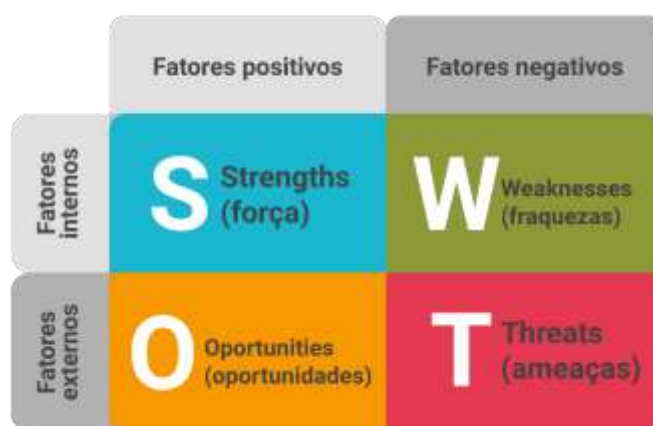 Fatores positivos
Fatores negativos
Fatores
internos
S
Strengths
(força)
W
Weaknesses
(fraquezas)
Fatores
externos
O
Oportunities
(oportunidades)
T
Threats
(ameaças)